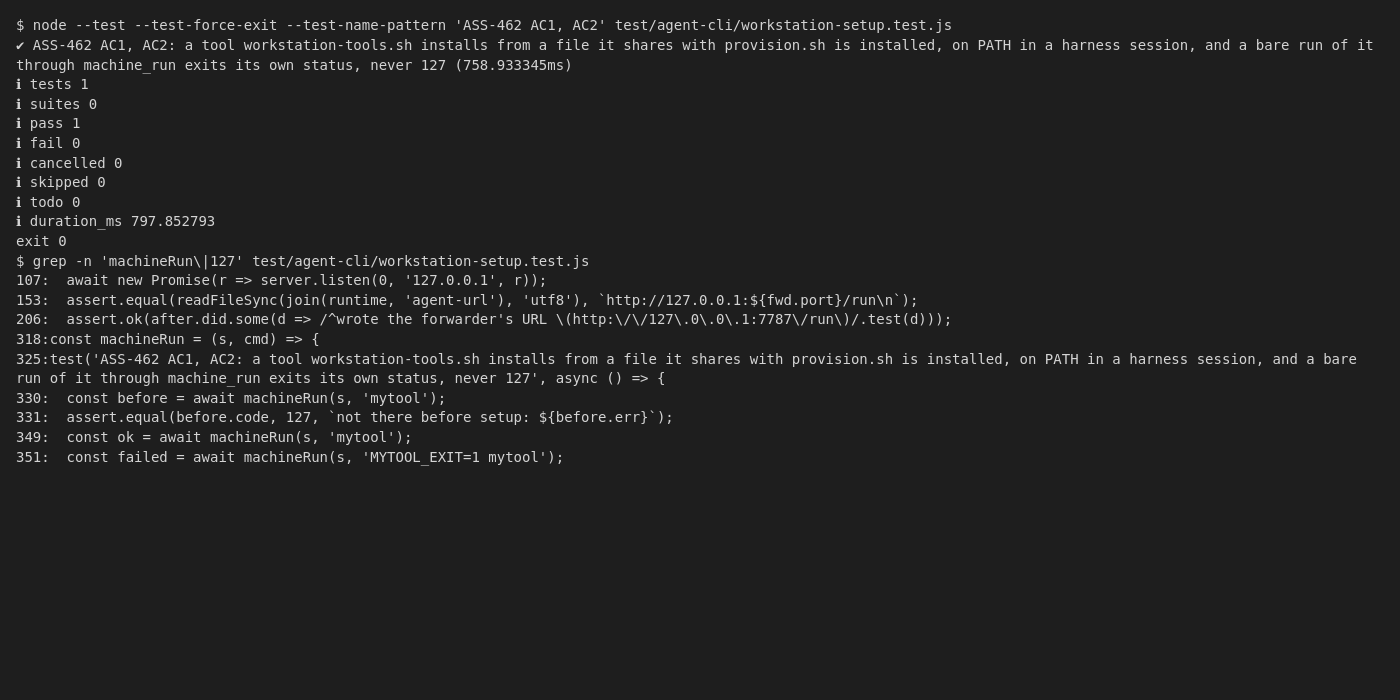 $ node --test --test-force-exit --test-name-pattern 'ASS-462 AC1, AC2' test/agent-cli/workstation-setup.test.js
✔ ASS-462 AC1, AC2: a tool workstation-tools.sh installs from a file it shares with provision.sh is installed, on PATH in a harness session, and a bare run of it
through machine_run exits its own status, never 127 (758.933345ms)
ℹ tests 1
ℹ suites 0
ℹ pass 1
ℹ fail 0
ℹ cancelled 0
ℹ skipped 0
ℹ todo 0
ℹ duration_ms 797.852793
exit 0
$ grep -n 'machineRun\|127' test/agent-cli/workstation-setup.test.js
107:  await new Promise(r => server.listen(0, '127.0.0.1', r));
153:  assert.equal(readFileSync(join(runtime, 'agent-url'), 'utf8'), `http://127.0.0.1:${fwd.port}/run\n`);
206:  assert.ok(after.did.some(d => /^wrote the forwarder's URL \(http:\/\/127\.0\.0\.1:7787\/run\)/.test(d)));
318:const machineRun = (s, cmd) => {
325:test('ASS-462 AC1, AC2: a tool workstation-tools.sh installs from a file it shares with provision.sh is installed, on PATH in a harness session, and a bare
run of it through machine_run exits its own status, never 127', async () => {
330:  const before = await machineRun(s, 'mytool');
331:  assert.equal(before.code, 127, `not there before setup: ${before.err}`);
349:  const ok = await machineRun(s, 'mytool');
351:  const failed = await machineRun(s, 'MYTOOL_EXIT=1 mytool');